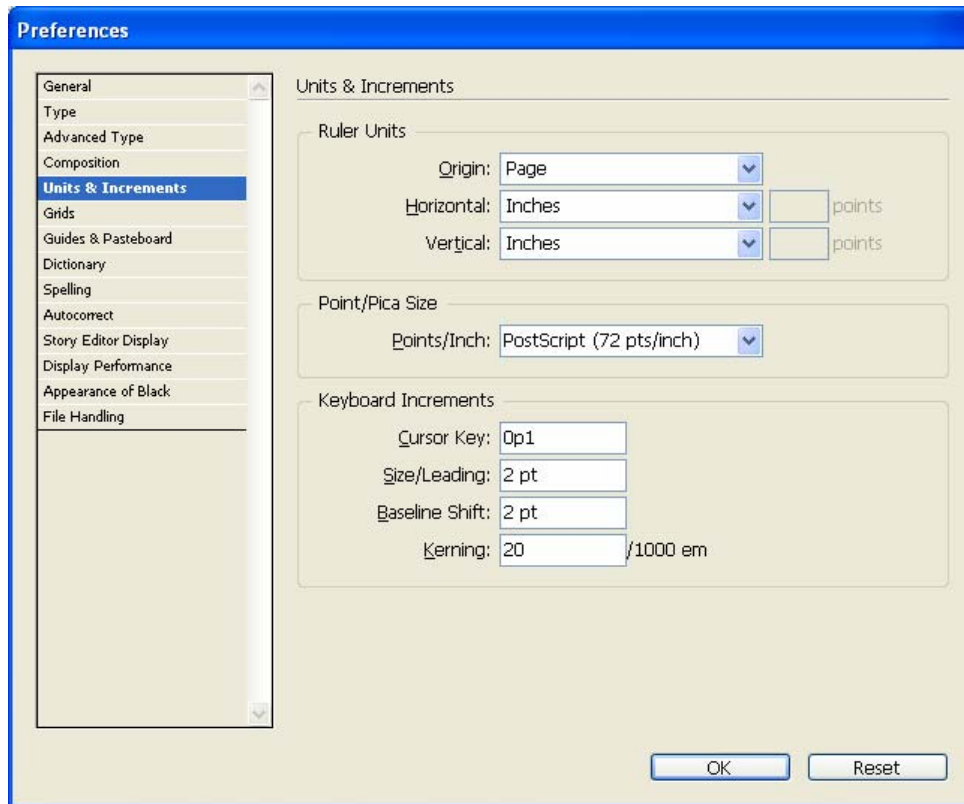 Preferences
General
Type
Advanced Type
Composition
Units & Increments
Grids
Guides & Pasteboard
Dictionary
Spelling
Autocorrect
Story Editor Display
Display Performance
Appearance of Black
File Handling
Units & Increments
Ruler Units
Origin: Page
Horizontal: Inches points
Vertical: Inches points
Point/Pica Size
Points/Inch: PostScript (72 pts/inch)
Keyboard Increments
Cursor Key: 0p1
Size/Leading: 2 pt
Baseline Shift: 2 pt
Kerning: 20 /1000 em
OK Reset